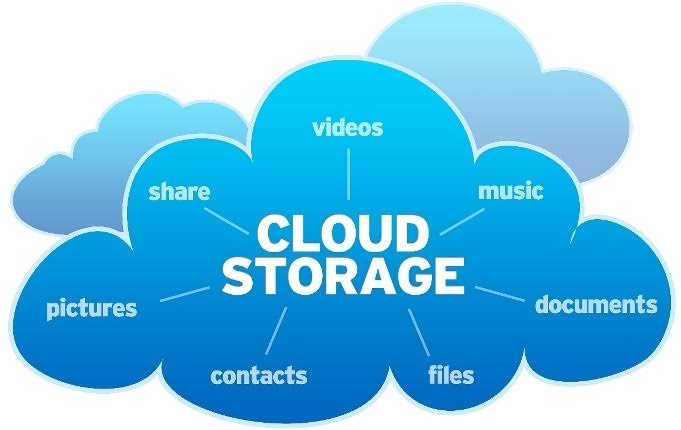 videos
share
music
CLOUD
STORAGE
pictures
documents
contacts
files